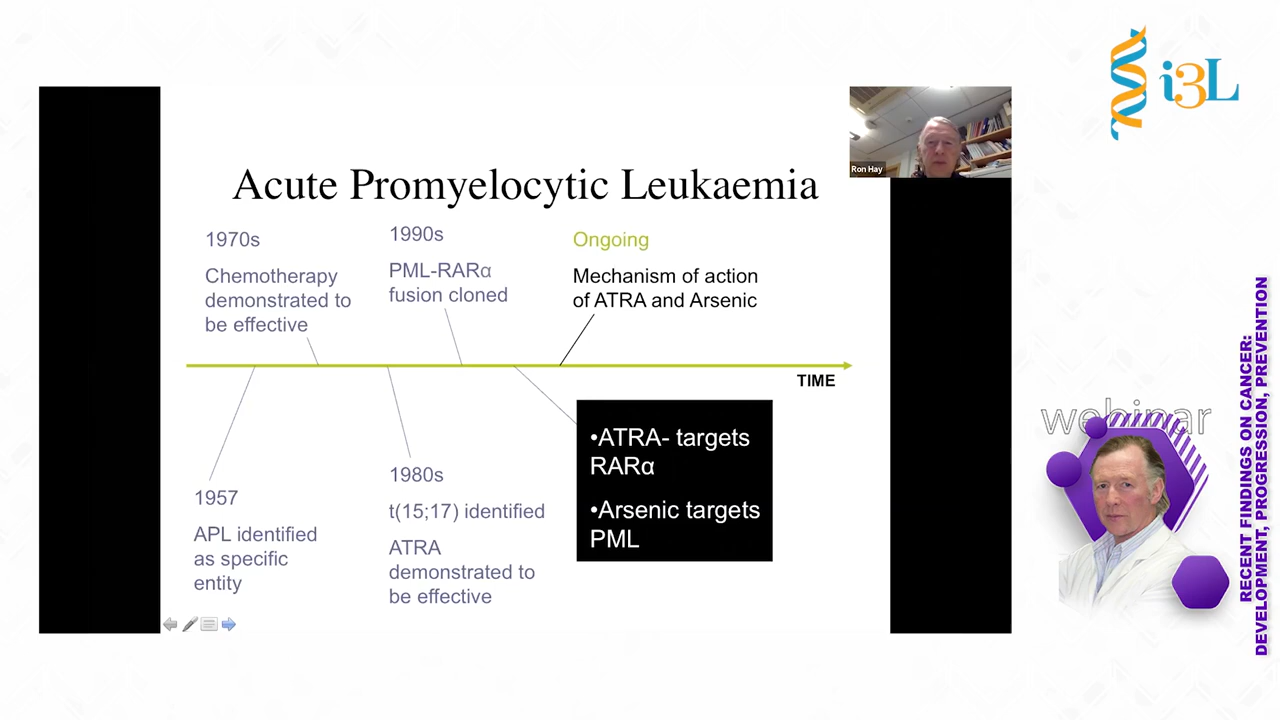 i3L
Ron Hay
Acute Promyelocytic Leukaemia
1970s
Chemotherapy
demonstrated to
be effective
1990s
PML-RARα
fusion cloned
Ongoing
Mechanism of action
of ATRA and Arsenic
TIME
1957
APL identified
as specific
entity
1980s
t(15;17) identified
ATRA
demonstrated to
be effective
•ATRA- targets
RARα
•Arsenic targets
PML
webinar
RECENT FINDINGS ON CANCER:
DEVELOPMENT, PROGRESSION, PREVENTION